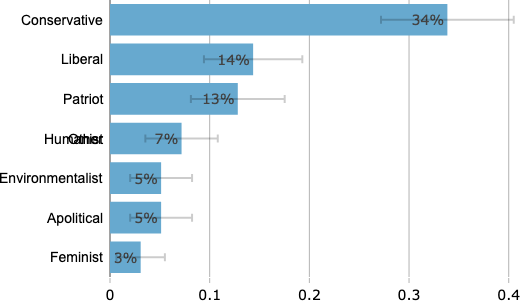 Conservative 34%
Liberal 14%
Patriot 13%
7%
Environmentalist 5%
Apolitical 5%
Feminist 3%
0 0.1 0.2 0.3 0.4